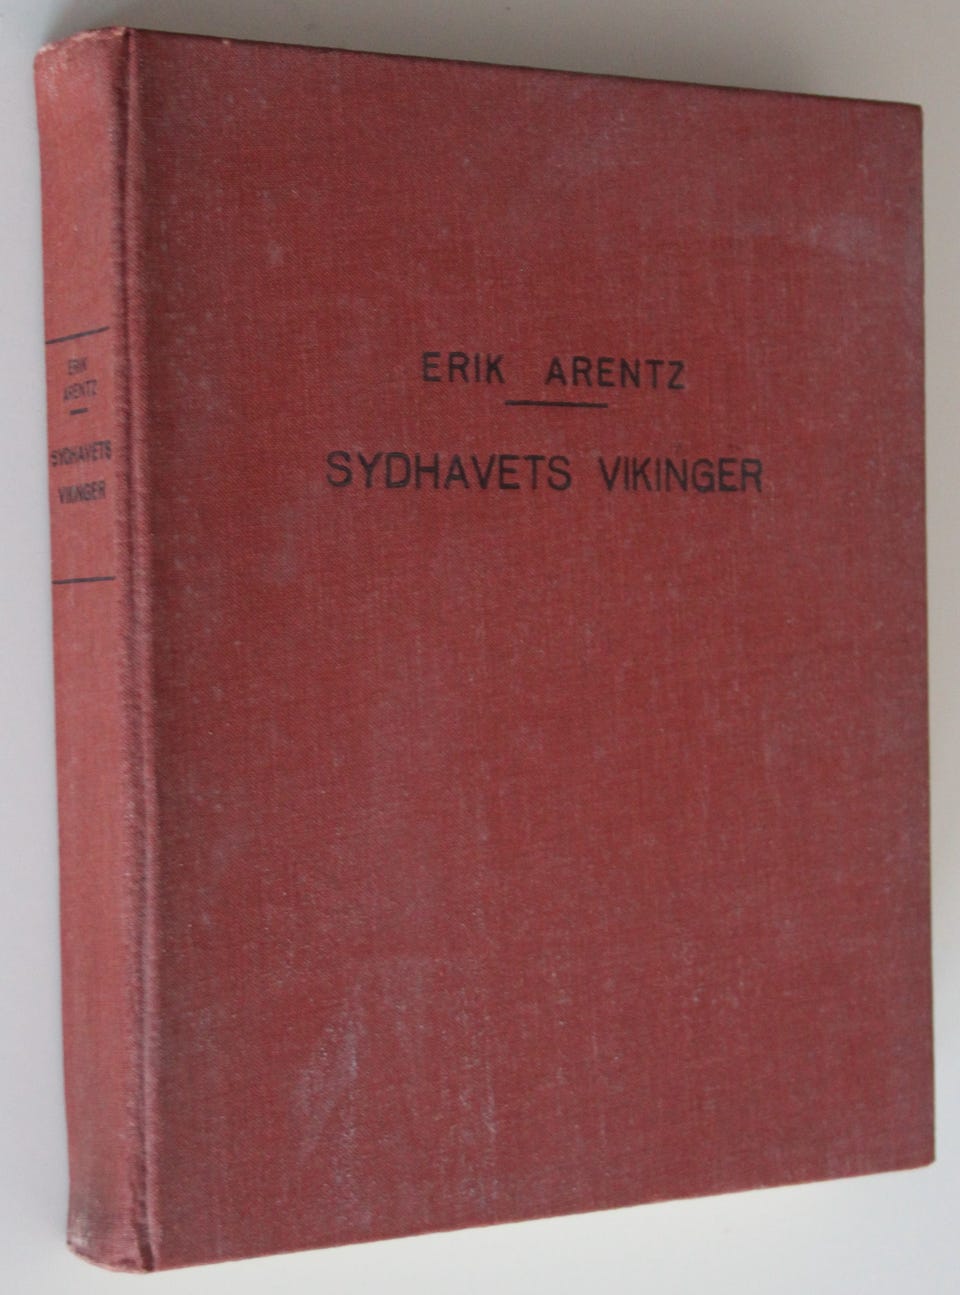 ERIK
ARENTZ
SYDHAVETS
VIKINGER
ERIK ARENTZ
SYDHAVETS VIKINGER